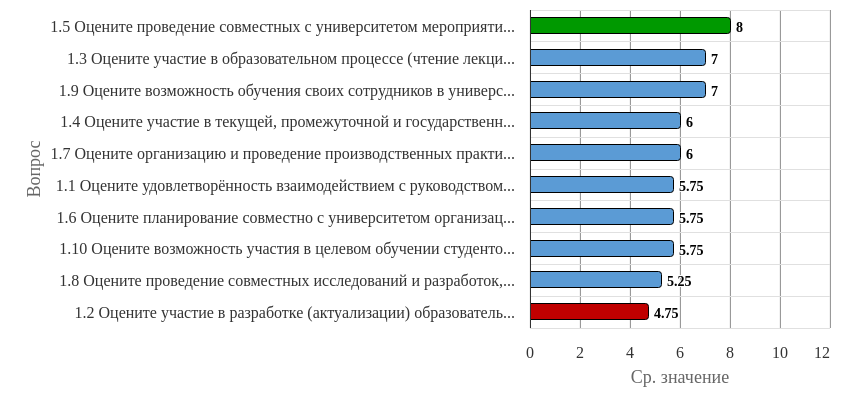 1.5 Оцените проведение совместных с университетом мероприяти... 8
1.3 Оцените участие в образовательном процессе (чтение лекци... 7
1.9 Оцените возможность обучения своих сотрудников в универс... 7
1.4 Оцените участие в текущей, промежуточной и государственн... 6
1.7 Оцените организацию и проведение производственных практи... 6
1.1 Оцените удовлетворённость взаимодействием с руководством... 5.75
1.6 Оцените планирование совместно с университетом организац... 5.75
1.10 Оцените возможность участия в целевом обучении студенто... 5.75
1.8 Оцените проведение совместных исследований и разработок,... 5.25
1.2 Оцените участие в разработке (актуализации) образователь... 4.75
Вопрос
0 2 4 6 8 10 12
Ср. значение